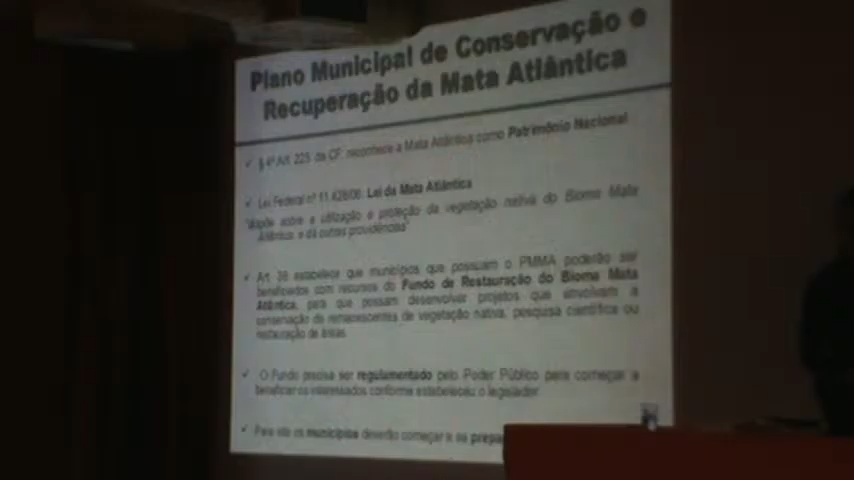 Plano Municipal de Conservação e
Recuperação da Mata Atlântica
✓ § 4º Art. 225 da CF: reconhece a Mata Atlântica como Patrimônio Nacional
✓ Lei Federal nº 11.428/06: Lei da Mata Atlântica
"dispõe sobre a utilização e proteção da vegetação nativa do Bioma Mata
Atlântica, e dá outras providências"
✓ Art. 38 estabelece que municípios que possuam o PMMA poderão ser
beneficiados com recursos do Fundo de Restauração do Bioma Mata
Atlântica, para que possam desenvolver projetos que envolvam a
conservação de remanescentes de vegetação nativa, pesquisa científica ou
restauração de áreas.
✓ O Fundo precisa ser regulamentado pelo Poder Público para começar a
beneficiar os interessados conforme estabeleceu o legislador.
✓ Para isto os municípios deverão começar a se prepa